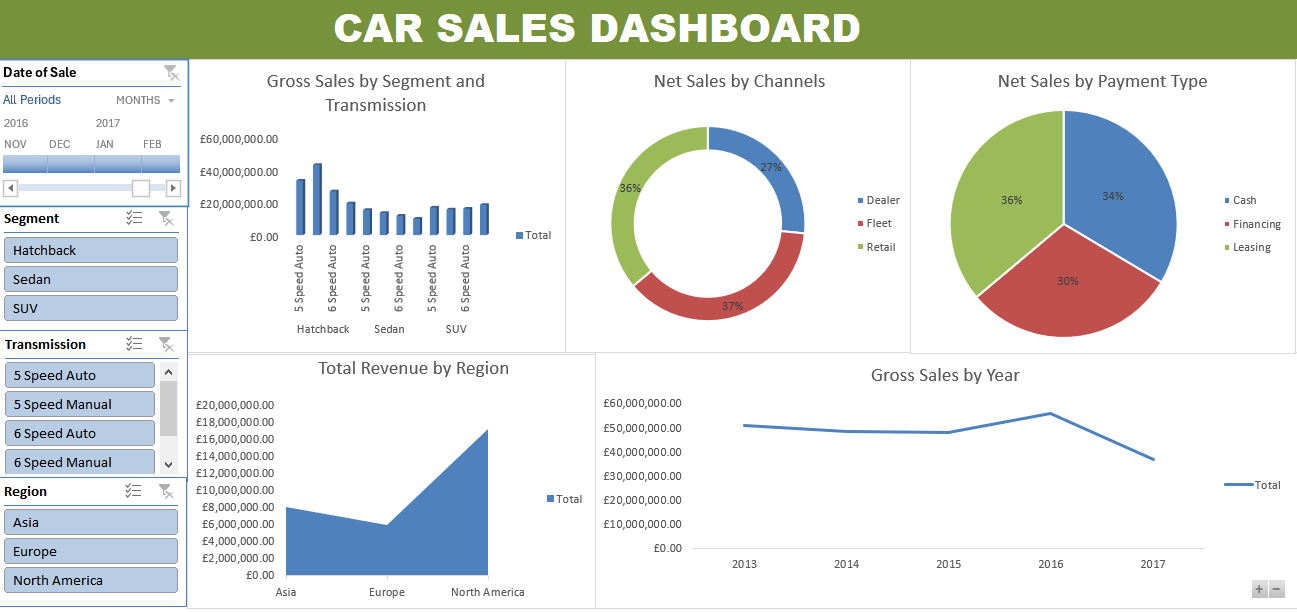 CAR SALES DASHBOARD
Date of Sale
All Periods
MONTHS
2016
2017
NOV
DEC
JAN
FEB
Segment
Hatchback
Sedan
SUV
Transmission
5 Speed Auto
5 Speed Manual
6 Speed Auto
6 Speed Manual
Region
Asia
Europe
North America
Gross Sales by Segment and
Transmission
£60,000,000.00
£40,000,000.00
£20,000,000.00
£0.00
5 Speed Auto
6 Speed Auto
5 Speed Auto
6 Speed Auto
5 Speed Auto
6 Speed Auto
Hatchback
Sedan
SUV
Total
Net Sales by Channels
27%
36%
37%
Dealer
Fleet
Retail
Net Sales by Payment Type
34%
36%
30%
Cash
Financing
Leasing
Total Revenue by Region
£20,000,000.00
£18,000,000.00
£16,000,000.00
£14,000,000.00
£12,000,000.00
£10,000,000.00
£8,000,000.00
£6,000,000.00
£4,000,000.00
£2,000,000.00
£0.00
Asia
Europe
North America
Total
Gross Sales by Year
£60,000,000.00
£50,000,000.00
£40,000,000.00
£30,000,000.00
£20,000,000.00
£10,000,000.00
£0.00
2013
2014
2015
2016
2017
Total
+ −